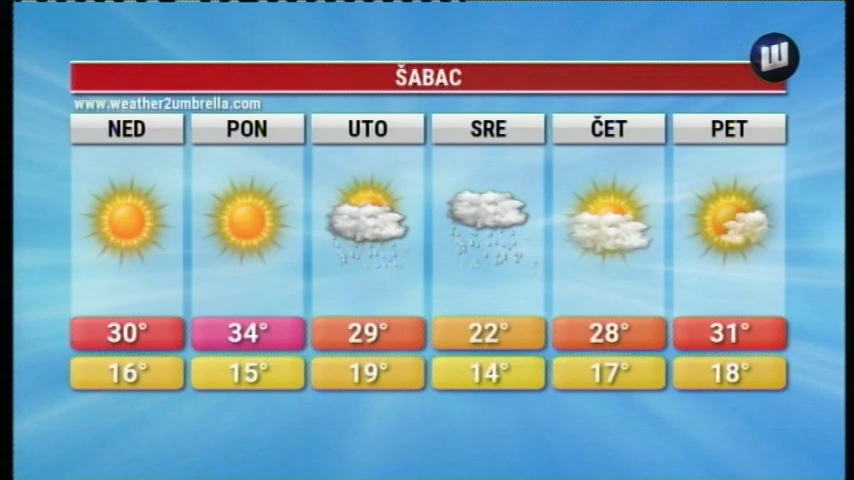 ŠABAC
Ш
www.weather2umbrella.com
NED PON UTO SRE ČET PET
30° 34° 29° 22° 28° 31°
16° 15° 19° 14° 17° 18°